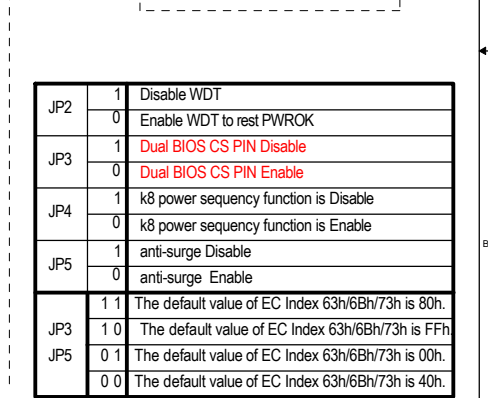 JP2 1 Disable WDT
0 Enable WDT to rest PWROK
JP3 1 Dual BIOS CS PIN Disable
0 Dual BIOS CS PIN Enable
JP4 1 k8 power sequency function is Disable
0 k8 power sequency function is Enable
JP5 1 anti-surge Disable
0 anti-surge Enable
1 1 The default value of EC Index 63h/6Bh/73h is 80h.
JP3 1 0 The default value of EC Index 63h/6Bh/73h is FFh.
JP5 0 1 The default value of EC Index 63h/6Bh/73h is 00h.
0 0 The default value of EC Index 63h/6Bh/73h is 40h.
B